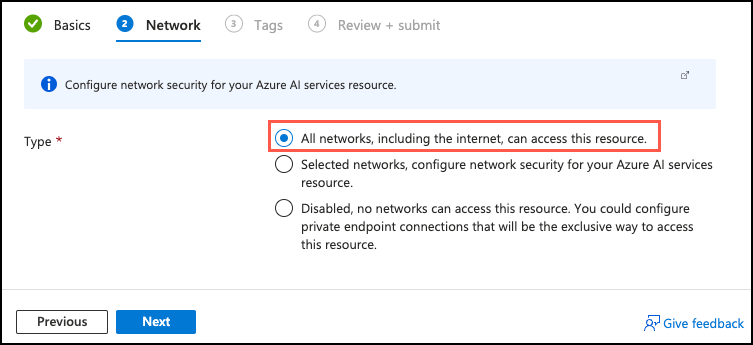 Basics
2 Network
3 Tags
4 Review + submit
Configure network security for your Azure AI services resource.
Type *
All networks, including the internet, can access this resource.
Selected networks, configure network security for your Azure AI services
resource.
Disabled, no networks can access this resource. You could configure
private endpoint connections that will be the exclusive way to access
this resource.
Previous
Next
Give feedback